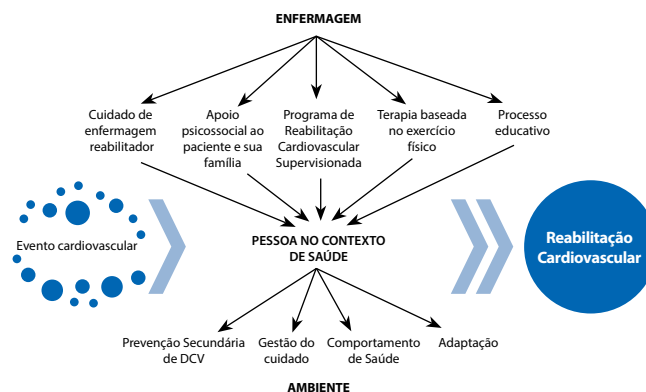 ENFERMAGEM
Cuidado de
enfermagem
reabilitador
Apoio
psicossocial ao
paciente e sua
família
Programa de
Reabilitação
Cardiovascular
Supervisionada
Terapia baseada
no exercício
físico
Processo
educativo
Evento cardiovascular
PESSOA NO CONTEXTO
DE SAÚDE
Reabilitação
Cardiovascular
Prevenção Secundária
de DCV
Gestão do
cuidado
Comportamento
de Saúde
Adaptação
AMBIENTE